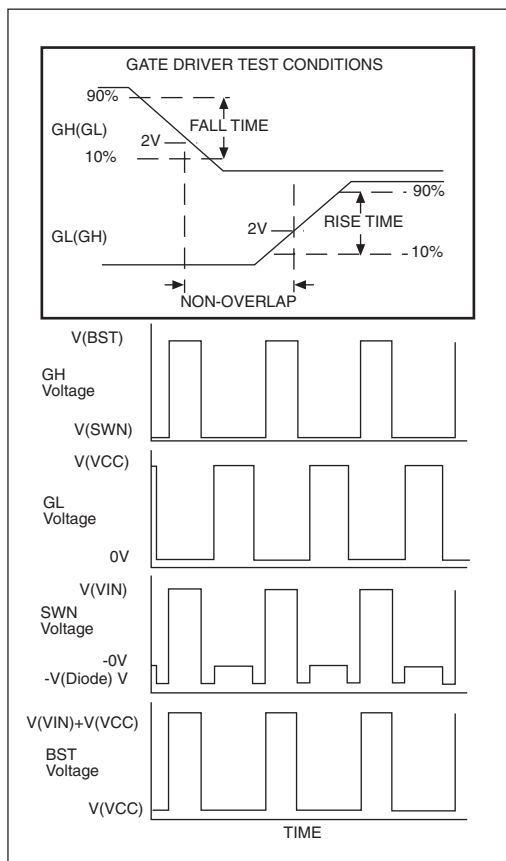 GATE DRIVER TEST CONDITIONS
90%
FALL TIME
GH(GL)
2V
10%
90%
2V
RISE TIME
GL(GH)
10%
NON-OVERLAP
V(BST)
GH
Voltage
V(SWN)
V(VCC)
GL
Voltage
0V
V(VIN)
SWN
Voltage
-0V
-V(Diode) V
V(VIN)+V(VCC)
BST
Voltage
V(VCC)
TIME